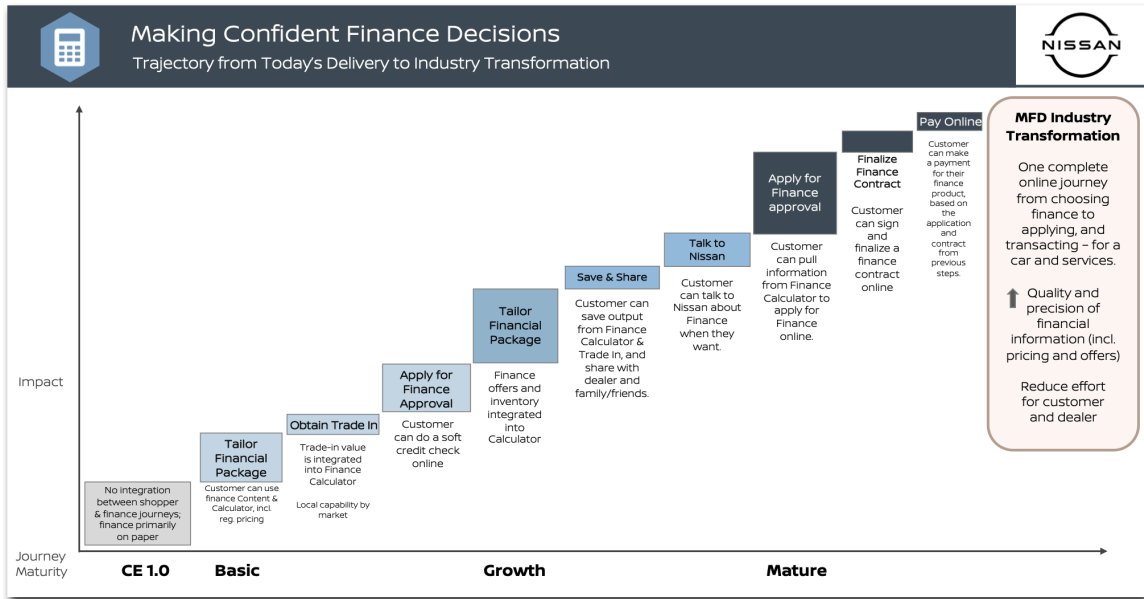 Making Confident Finance Decisions
Trajectory from Today's Delivery to Industry Transformation
NISSAN
Impact
Journey
Maturity
No integration
between shopper
& finance journeys;
finance primarily
on paper
CE 1.0
Tailor
Financial
Package
Customer can use
finance Content &
Calculator, incl.
reg. pricing
Basic
Obtain Trade In
Trade-in value
is integrated
into Finance
Calculator
Local capability by
market
Apply for
Finance
Approval
Customer
can do a soft
credit check
online
Tailor
Financial
Package
Finance
offers and
inventory
integrated
into
Calculator
Growth
Save & Share
Customer can
save output
from Finance
Calculator &
Trade In, and
share with
dealer and
family/friends.
Talk to
Nissan
Customer
can talk to
Nissan about
Finance
when they
want.
Apply for
Finance
approval
Customer
can pull
information
from Finance
Calculator to
apply for
Finance
online.
Mature
Finalize
Finance
Contract
Customer
can sign
and
finalize a
finance
contract
online
Pay Online
Customer
can make
a payment
for their
finance
product,
based on
the
application
and
contract
from
previous
steps.
MFD Industry
Transformation
One complete
online journey
from choosing
finance to
applying, and
transacting – for a
car and services.
Quality and
precision of
financial
information (incl.
pricing and offers)
Reduce effort
for customer
and dealer